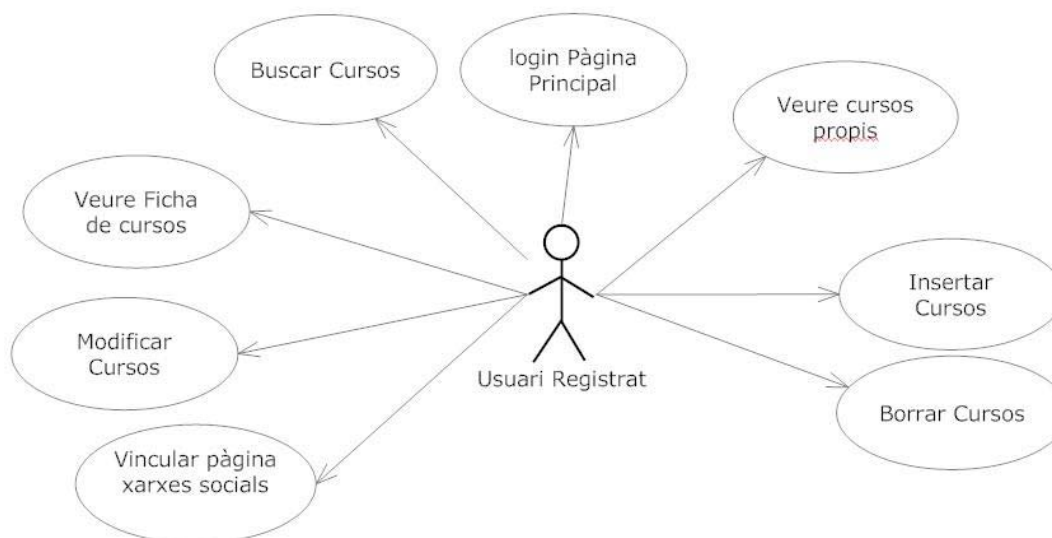 Buscar Cursos
login Pàgina
Principal
Veure cursos
propis
Veure Ficha
de cursos
Insertar
Cursos
Modificar
Cursos
Usuari Registrat
Borrar Cursos
Vincular pàgina
xarxes socials